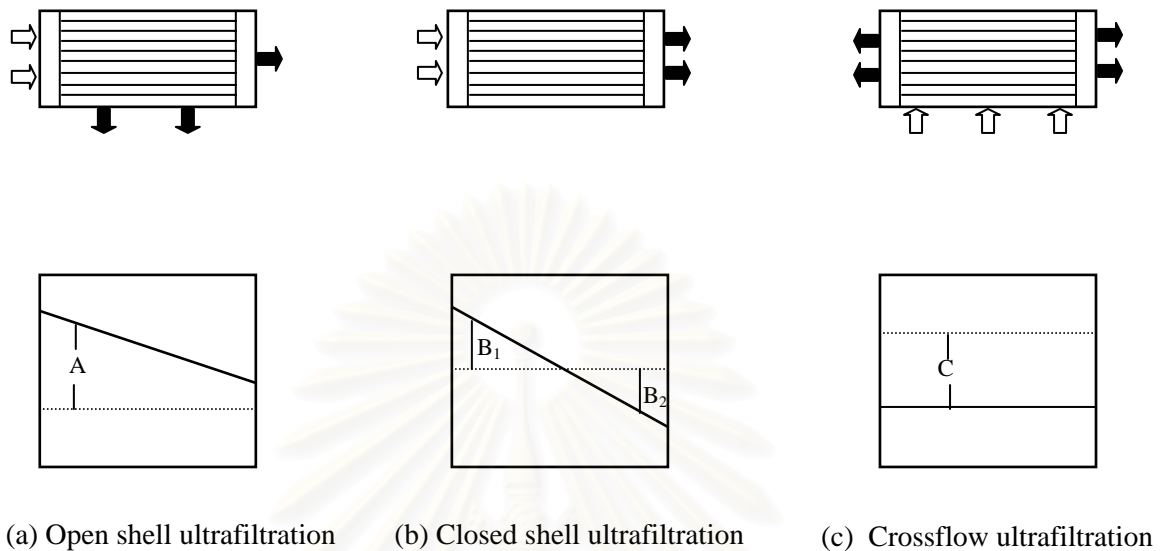 A
B₁
B₂
C
(a) Open shell ultrafiltration
(b) Closed shell ultrafiltration
(c) Crossflow ultrafiltration